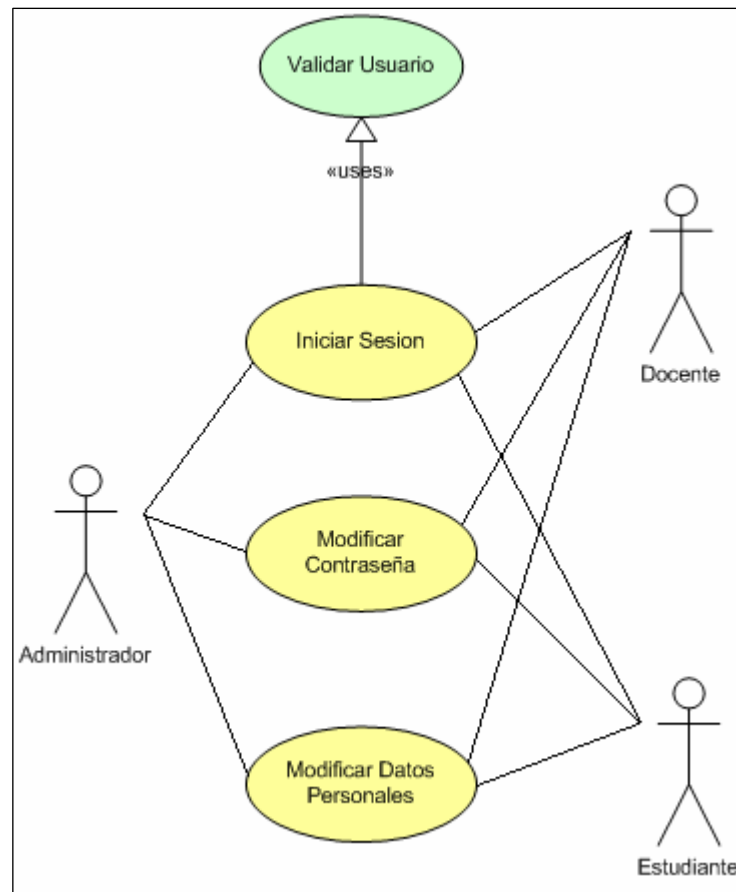 Validar Usuario
«uses»
Iniciar Sesion
Docente
Modificar
Contraseña
Administrador
Modificar Datos
Personales
Estudiante